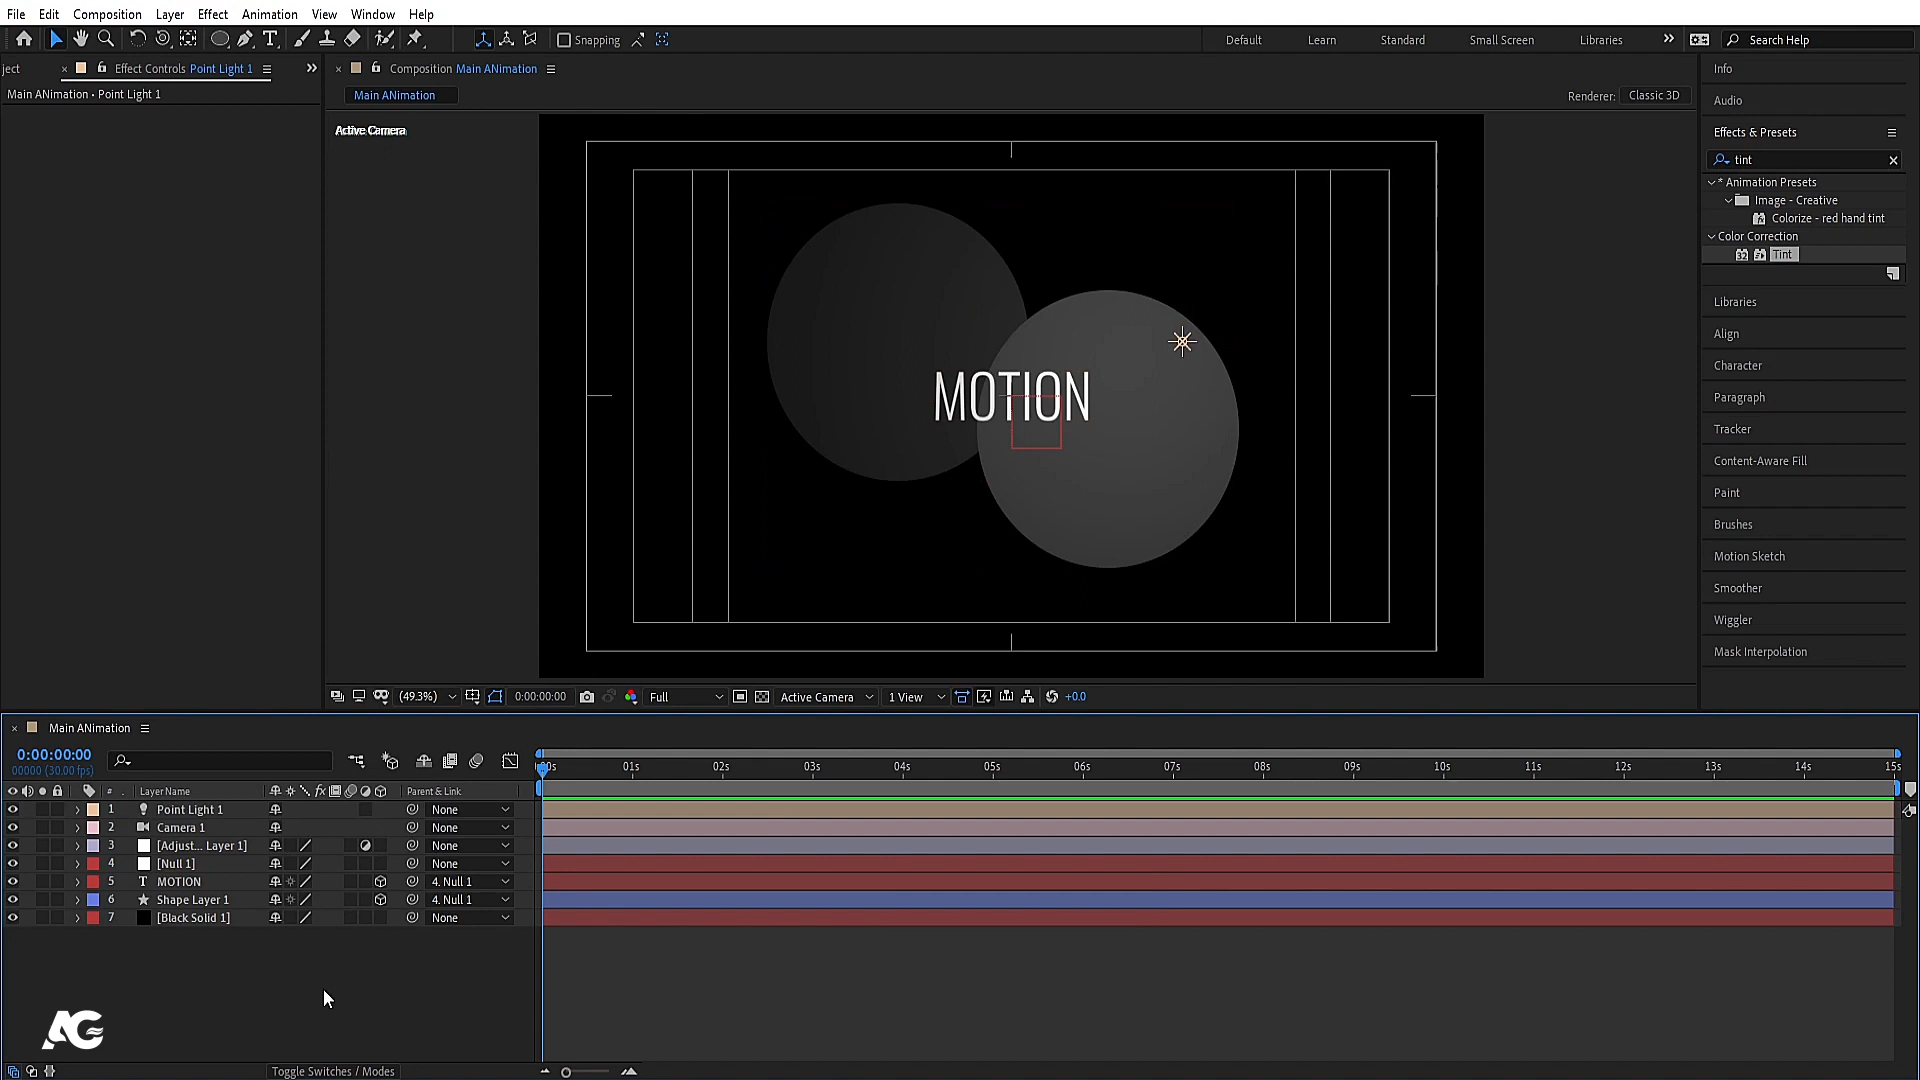 File Edit Composition Layer Effect Animation View Window Help
Snapping Default Learn Standard Small Screen Libraries Search Help
ject × Effect Controls Point Light 1 × Composition Main ANimation
Main ANimation • Point Light 1
Main ANimation
Renderer: Classic 3D
Active Camera
MOTION
(49.3%) 0:00:00:00 Full Active Camera 1 View +0.0
Info
Audio
Effects & Presets
tint
* Animation Presets
Image - Creative
Colorize - red hand tint
Color Correction
32 Tint
Libraries
Align
Character
Paragraph
Tracker
Content-Aware Fill
Paint
Brushes
Motion Sketch
Smoother
Wiggler
Mask Interpolation
× Main ANimation
0:00:00:00
00000 (30.00 fps)
00s 01s 02s 03s 04s 05s 06s 07s 08s 09s 10s 11s 12s 13s 14s 15s
# . Layer Name fx Parent & Link
1 Point Light 1 None
2 Camera 1 None
3 [Adjust... Layer 1] None
4 [Null 1] None
5 T MOTION 4. Null 1
6 Shape Layer 1 4. Null 1
7 [Black Solid 1] None
AG
Toggle Switches / Modes